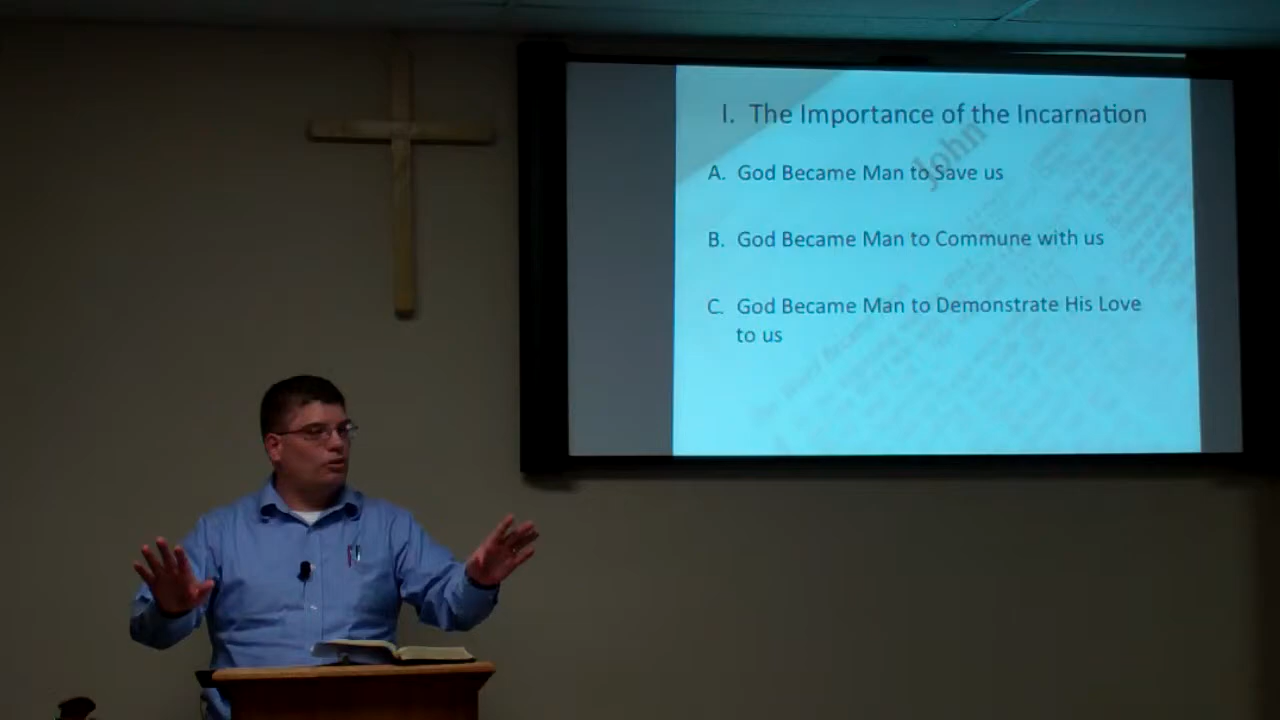 I. The Importance of the Incarnation
John
A. God Became Man to Save us
B. God Became Man to Commune with us
C. God Became Man to Demonstrate His Love
to us